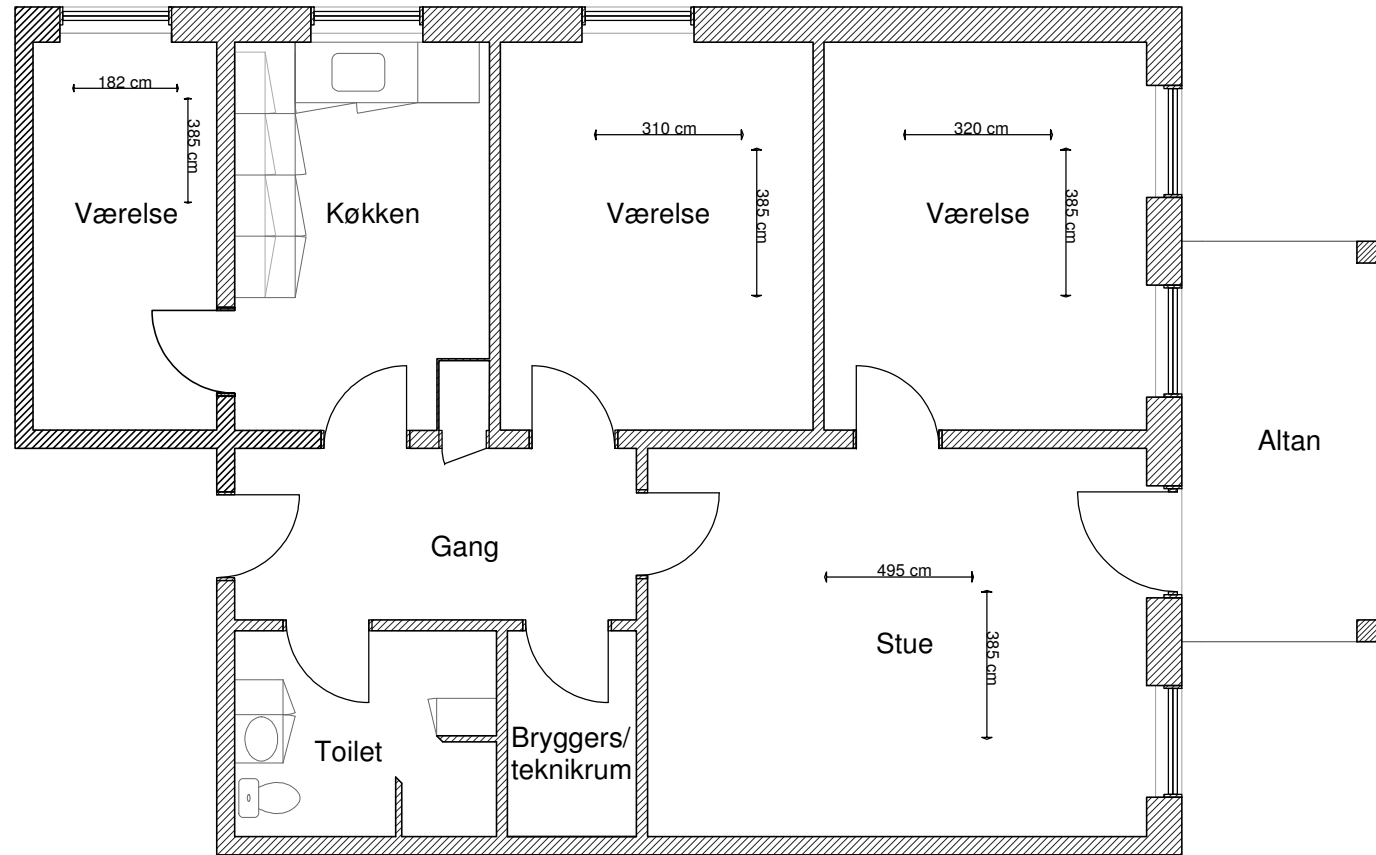 182 cm
385 cm
Værelse
Køkken
310 cm
385 cm
Værelse
320 cm
385 cm
Værelse
Altan
Gang
495 cm
385 cm
Stue
Toilet
Bryggers/
teknikrum